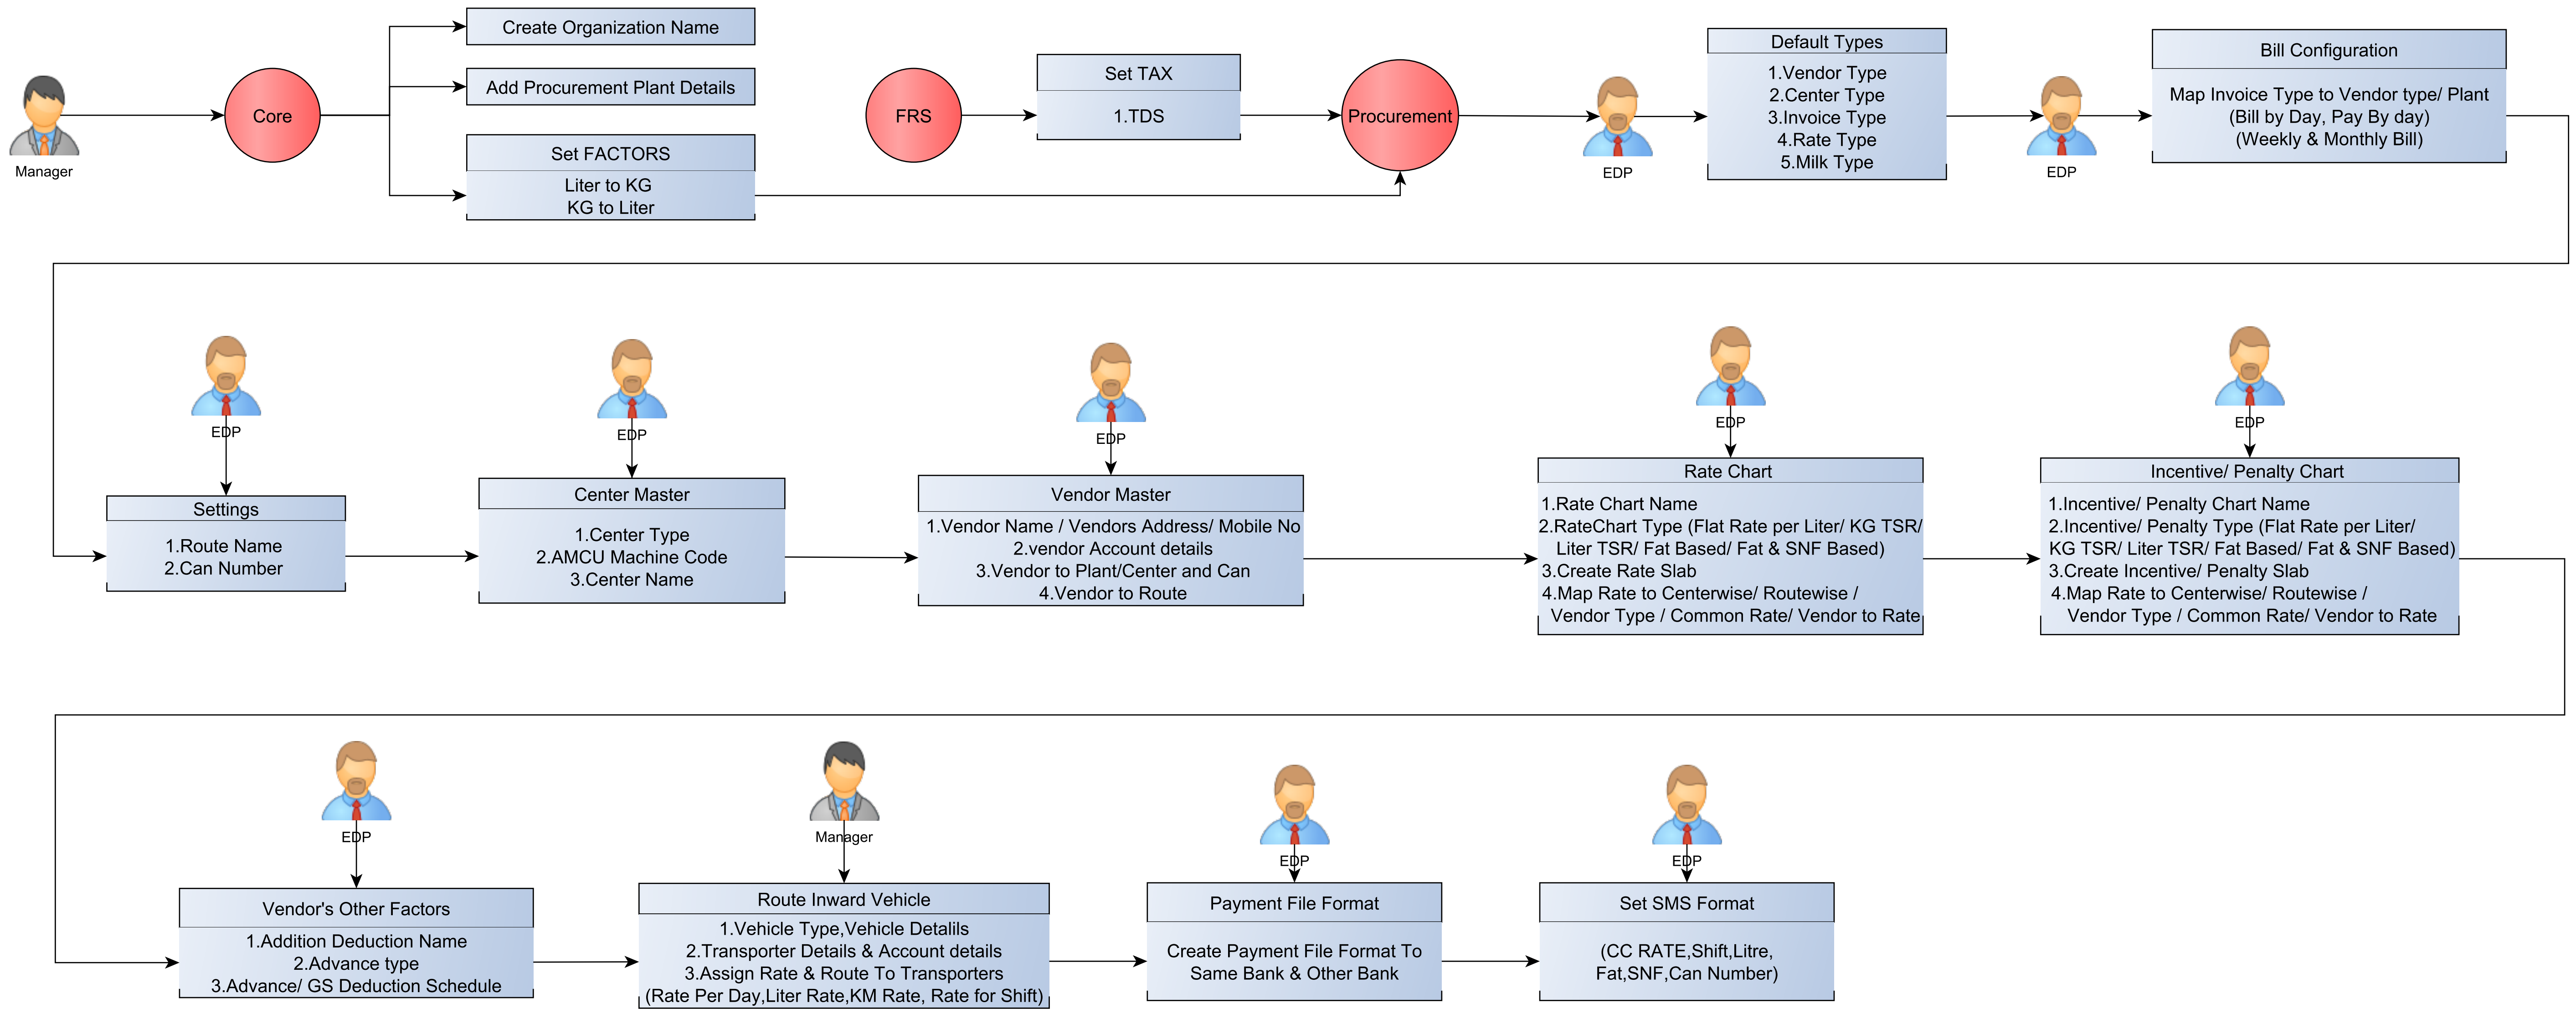 Manager
Core
Create Organization Name
Add Procurement Plant Details
Set FACTORS
Liter to KG
KG to Liter
FRS
Set TAX
1.TDS
Procurement
EDP
Default Types
1.Vendor Type
2.Center Type
3.Invoice Type
4.Rate Type
5.Milk Type
EDP
Bill Configuration
Map Invoice Type to Vendor type/ Plant
(Bill by Day, Pay By day)
(Weekly & Monthly Bill)
EDP
Settings
1.Route Name
2.Can Number
EDP
Center Master
1.Center Type
2.AMCU Machine Code
3.Center Name
EDP
Vendor Master
1.Vendor Name / Vendors Address/ Mobile No
2.vendor Account details
3.Vendor to Plant/Center and Can
4.Vendor to Route
EDP
Rate Chart
1.Rate Chart Name
2.RateChart Type (Flat Rate per Liter/ KG TSR/
Liter TSR/ Fat Based/ Fat & SNF Based)
3.Create Rate Slab
4.Map Rate to Centerwise/ Routewise /
Vendor Type / Common Rate/ Vendor to Rate
EDP
Incentive/ Penalty Chart
1.Incentive/ Penalty Chart Name
2.Incentive/ Penalty Type (Flat Rate per Liter/
KG TSR/ Liter TSR/ Fat Based/ Fat & SNF Based)
3.Create Incentive/ Penalty Slab
4.Map Rate to Centerwise/ Routewise /
Vendor Type / Common Rate/ Vendor to Rate
EDP
Vendor's Other Factors
1.Addition Deduction Name
2.Advance type
3.Advance/ GS Deduction Schedule
Manager
Route Inward Vehicle
1.Vehicle Type,Vehicle Detalils
2.Transporter Details & Account details
3.Assign Rate & Route To Transporters
(Rate Per Day,Liter Rate,KM Rate, Rate for Shift)
EDP
Payment File Format
Create Payment File Format To
Same Bank & Other Bank
EDP
Set SMS Format
(CC RATE,Shift,Litre,
Fat,SNF,Can Number)